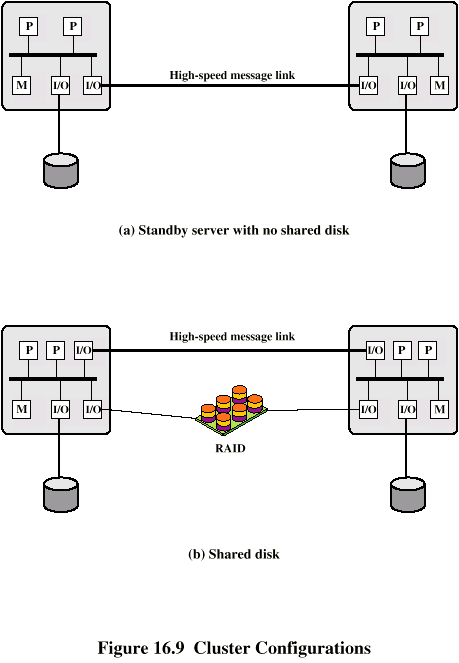 P P P P
High-speed message link
M I/O I/O I/O I/O M
(a) Standby server with no shared disk
High-speed message link
P P I/O I/O P P
M I/O I/O I/O I/O M
RAID
(b) Shared disk
Figure 16.9 Cluster Configurations